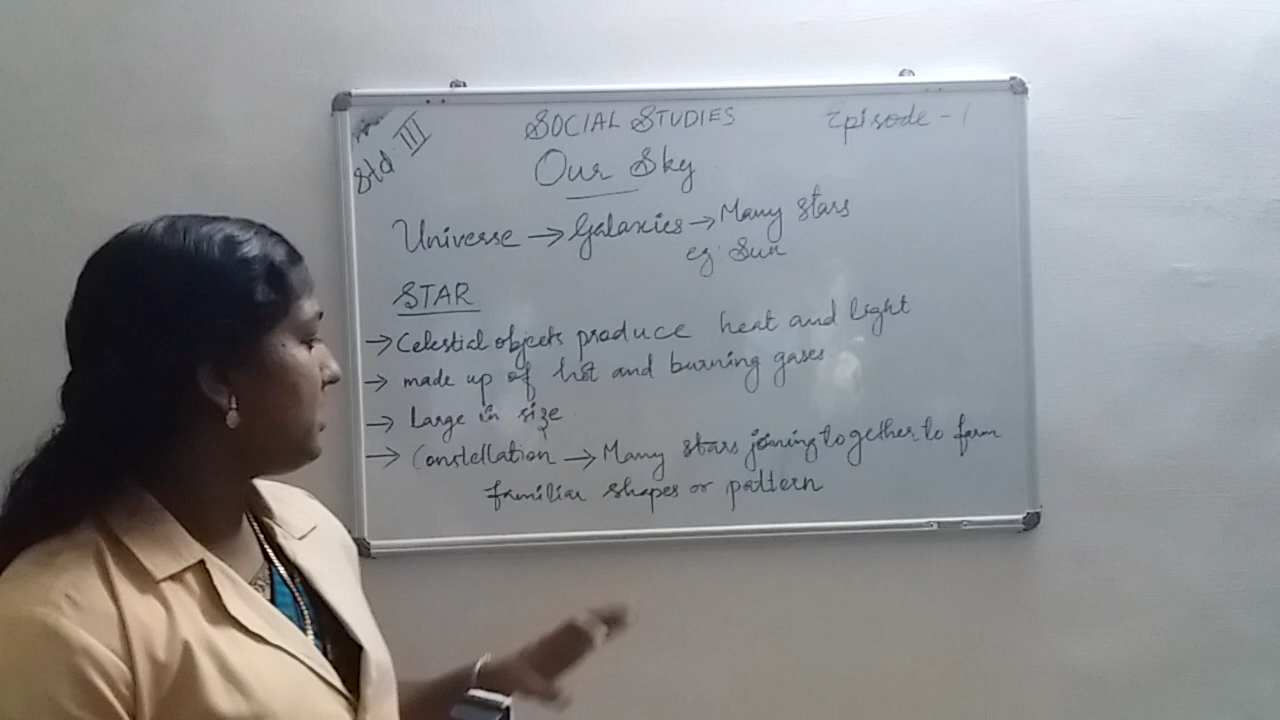 Std. III
SOCIAL STUDIES
Episode - 1
Our Sky
Universe → Galaxies → Many stars
eg: Sun
STAR
→ Celestial objects produce heat and light
→ made up of hot and burning gases
→ Large in size
→ Constellation → Many stars joining together to form
familiar shapes or pattern